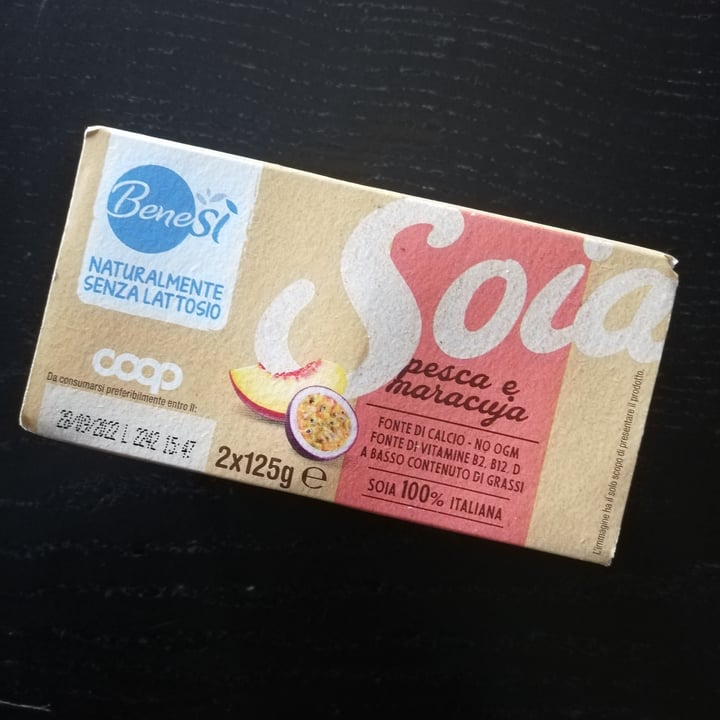 BeneSì
NATURALMENTE
SENZA LATTOSIO
coop
Da consumarsi preferibilmente entro il:
28/09/2022 L 2242 15:47
2x125g e
Soia
pesca e
maracuja
FONTE DI CALCIO - NO OGM
FONTE DI VITAMINE B2, B12, D
A BASSO CONTENUTO DI GRASSI
SOIA 100% ITALIANA
L'immagine ha il solo scopo di presentare il prodotto.